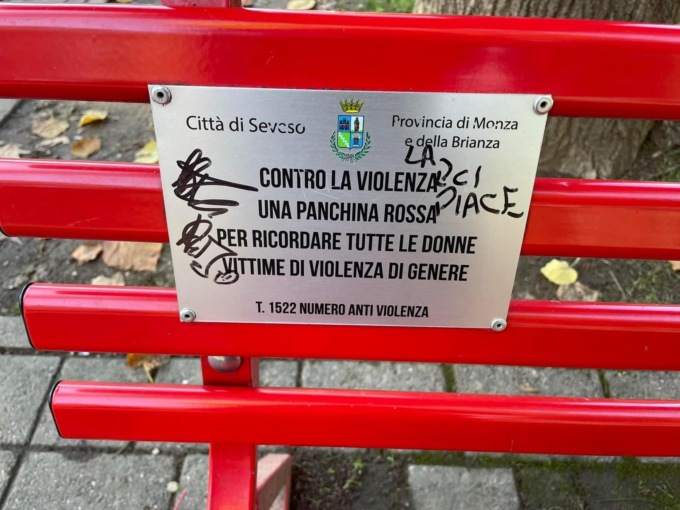 Città di Seveso
Provincia di Monza
e della Brianza
CONTRO LA VIOLENZA
UNA PANCHINA ROSSA
PER RICORDARE TUTTE LE DONNE
VITTIME DI VIOLENZA DI GENERE
T. 1522 NUMERO ANTI VIOLENZA
LA
CI
PIACE